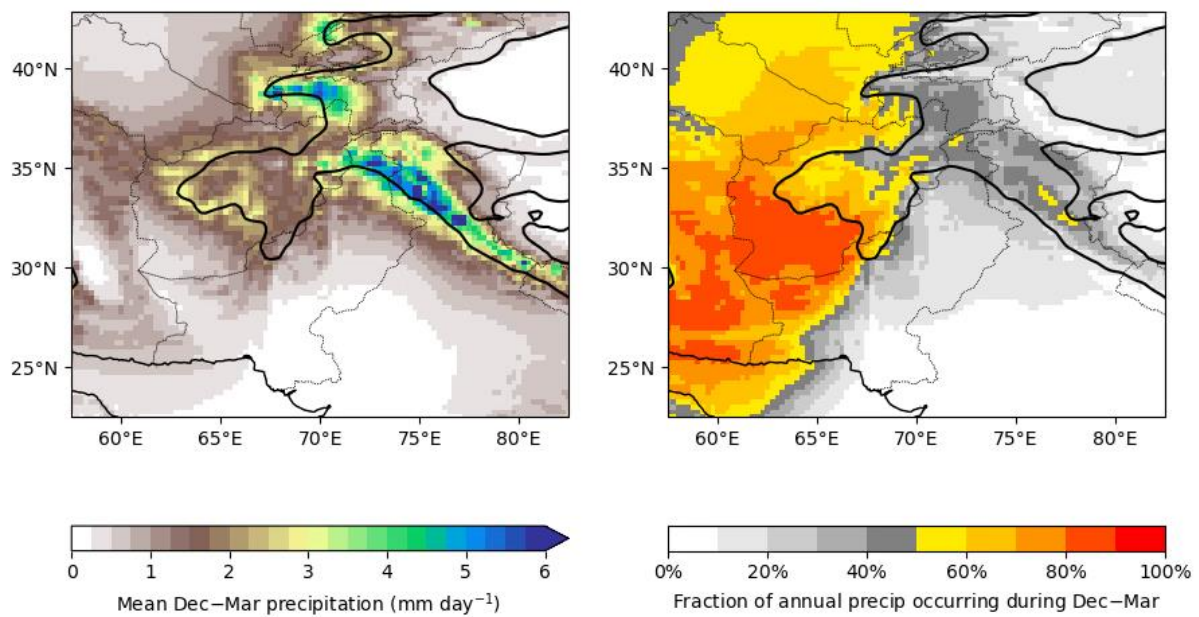 40°N
35°N
30°N
25°N
60°E 65°E 70°E 75°E 80°E
40°N
35°N
30°N
25°N
60°E 65°E 70°E 75°E 80°E
0 1 2 3 4 5 6
Mean Dec−Mar precipitation (mm day⁻¹)
0% 20% 40% 60% 80% 100%
Fraction of annual precip occurring during Dec−Mar